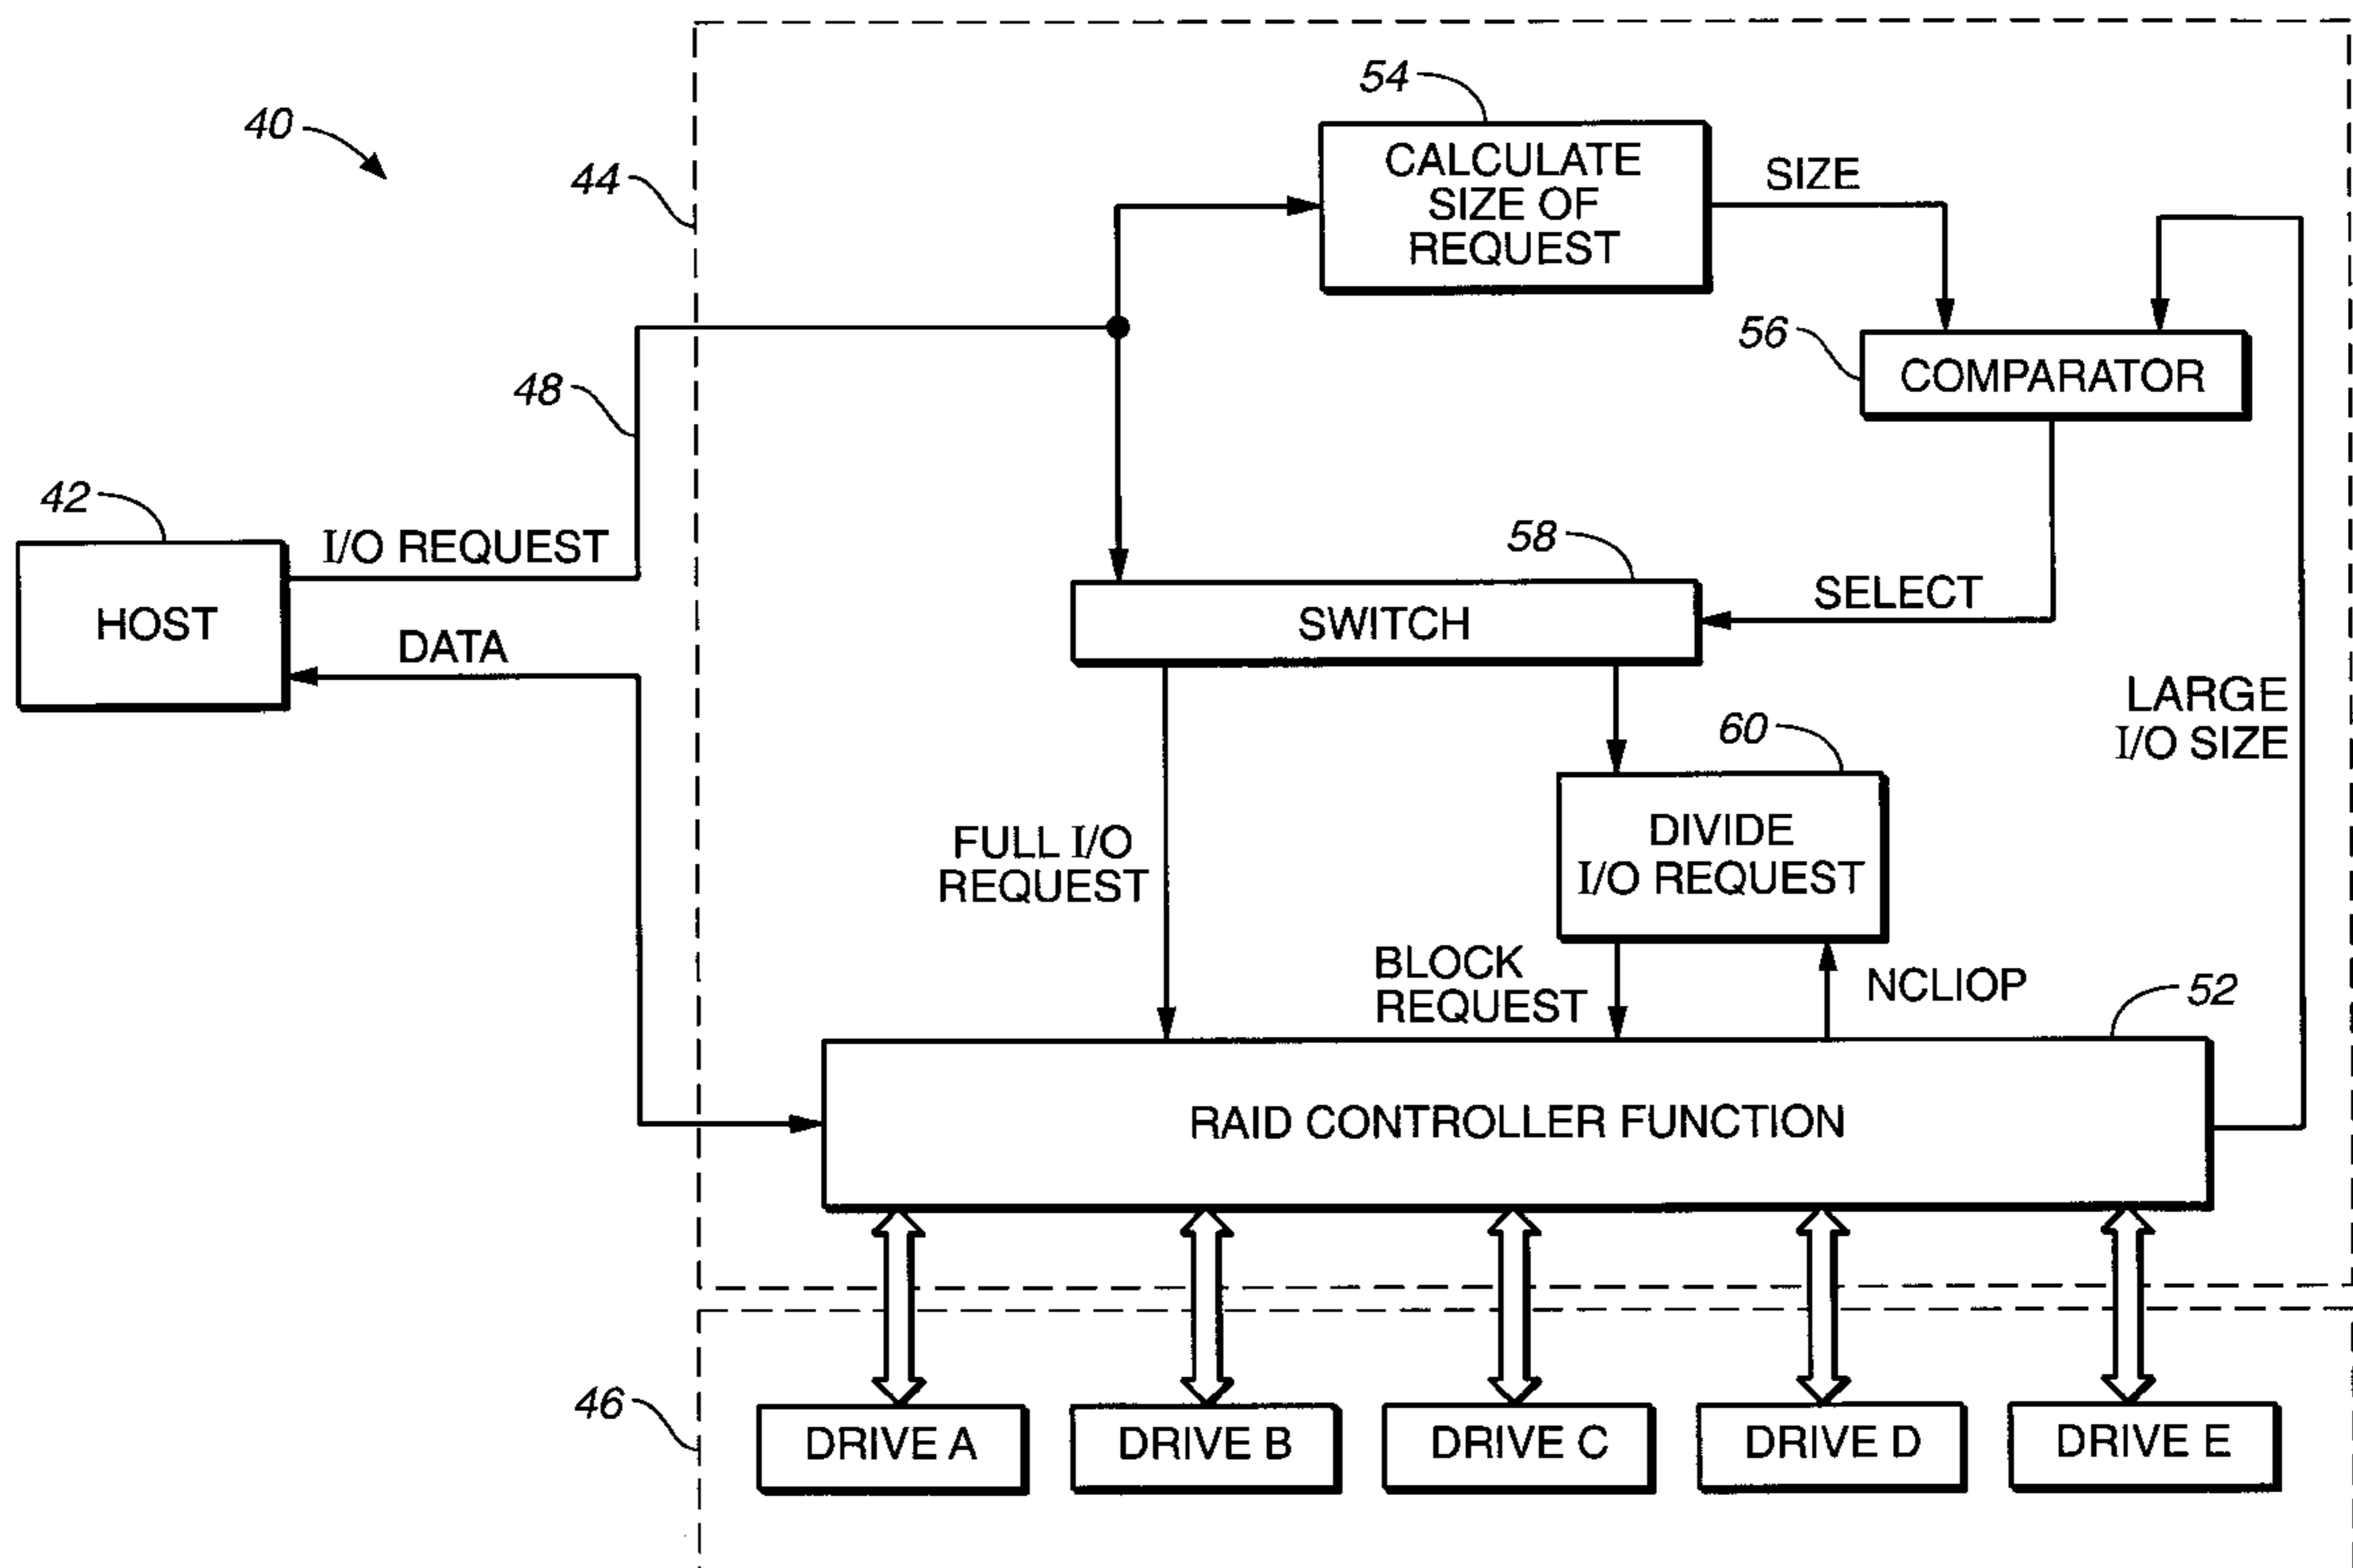 40
44
54
CALCULATE
SIZE OF
REQUEST
SIZE
56
COMPARATOR
48
42
HOST
I/O REQUEST
DATA
58
SWITCH
SELECT
LARGE
I/O SIZE
60
DIVIDE
I/O REQUEST
FULL I/O
REQUEST
BLOCK
REQUEST
NCLIOP
52
RAID CONTROLLER FUNCTION
46
DRIVE A
DRIVE B
DRIVE C
DRIVE D
DRIVE E